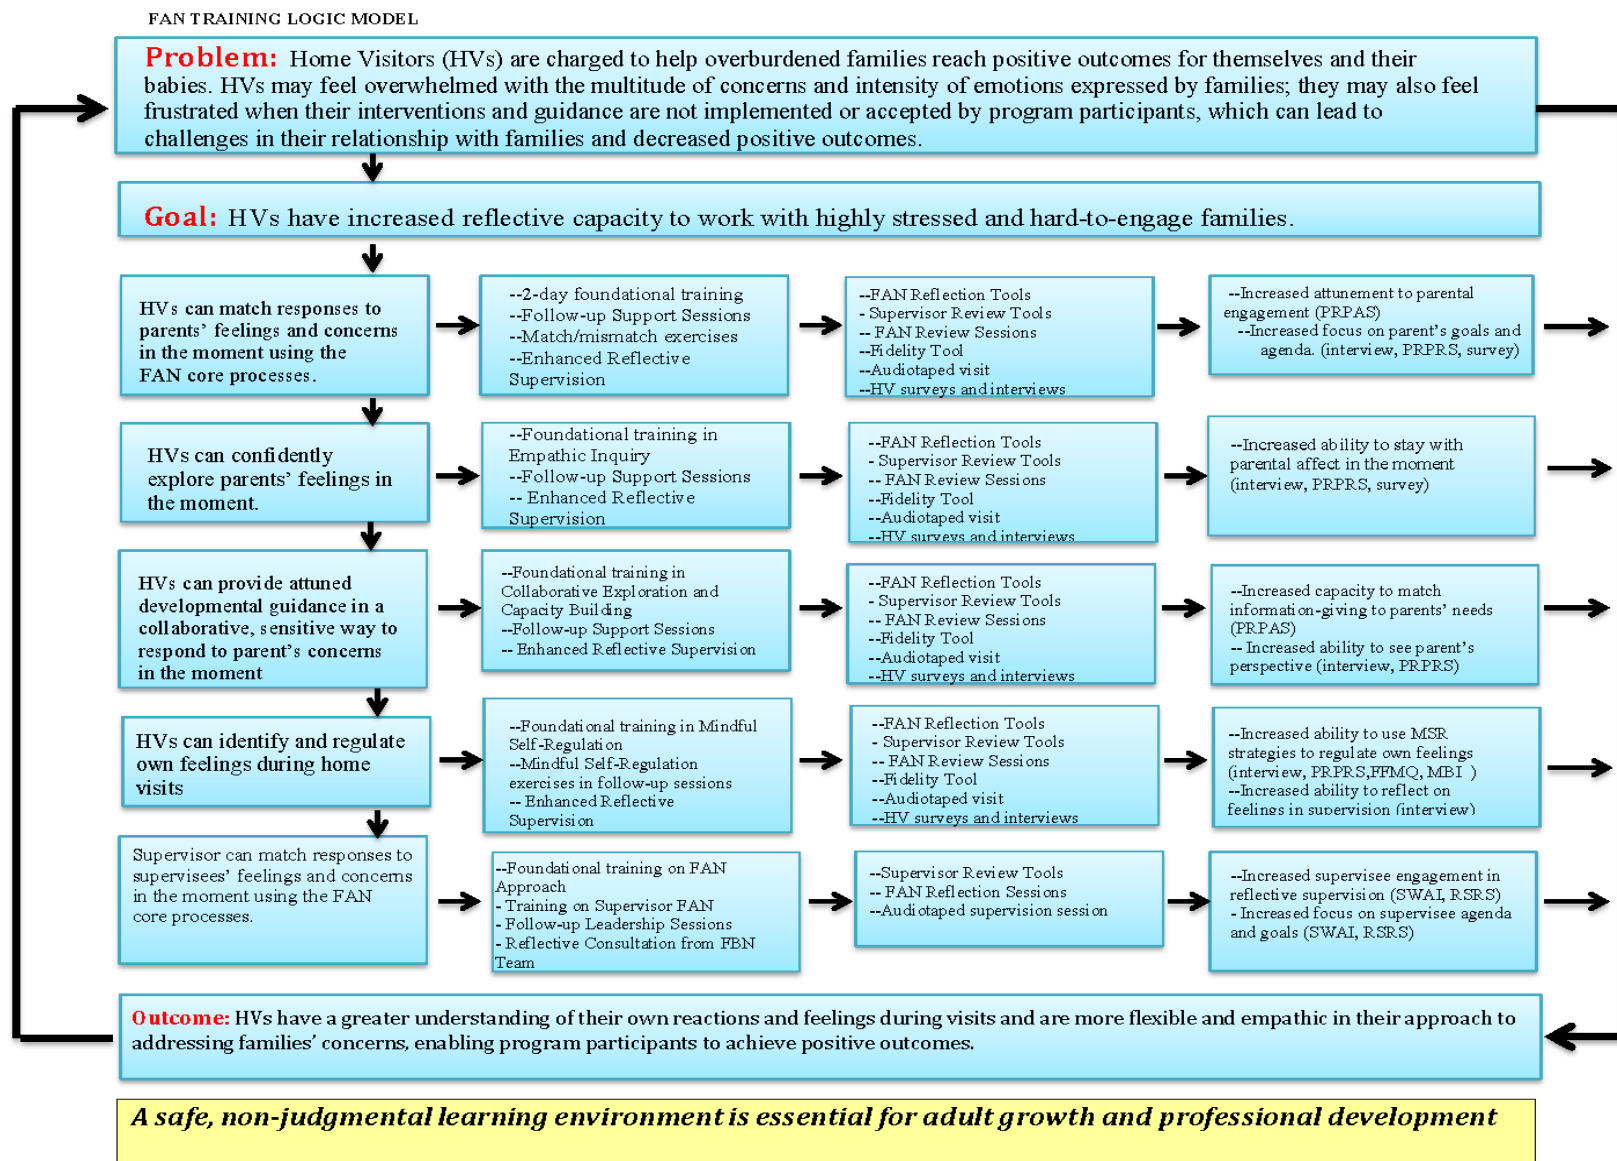 FAN TRAINING LOGIC MODEL
Problem: Home Visitors (HVs) are charged to help overburdened families reach positive outcomes for themselves and their
babies. HVs may feel overwhelmed with the multitude of concerns and intensity of emotions expressed by families; they may also feel
frustrated when their interventions and guidance are not implemented or accepted by program participants, which can lead to
challenges in their relationship with families and decreased positive outcomes.
Goal: HVs have increased reflective capacity to work with highly stressed and hard-to-engage families.
HVs can match responses to
parents' feelings and concerns
in the moment using the
FAN core processes.
--2-day foundational training
--Follow-up Support Sessions
--Match/mismatch exercises
--Enhanced Reflective
Supervision
--FAN Reflection Tools
- Supervisor Review Tools
-- FAN Review Sessions
--Fidelity Tool
--Audiotaped visit
--HV surveys and interviews
--Increased attunement to parental
engagement (PRPAS)
--Increased focus on parent's goals and
agenda. (interview, PRPRS, survey)
HVs can confidently
explore parents' feelings in
the moment.
--Foundational training in
Empathic Inquiry
--Follow-up Support Sessions
-- Enhanced Reflective
Supervision
--FAN Reflection Tools
- Supervisor Review Tools
-- FAN Review Sessions
--Fidelity Tool
--Audiotaped visit
--HV surveys and interviews
--Increased ability to stay with
parental affect in the moment
(interview, PRPRS, survey)
HVs can provide attuned
developmental guidance in a
collaborative, sensitive way to
respond to parent's concerns
in the moment
--Foundational training in
Collaborative Exploration and
Capacity Building
--Follow-up Support Sessions
-- Enhanced Reflective Supervision
--FAN Reflection Tools
- Supervisor Review Tools
-- FAN Review Sessions
--Fidelity Tool
--Audiotaped visit
--HV surveys and interviews
--Increased capacity to match
information-giving to parents' needs
(PRPAS)
-- Increased ability to see parent's
perspective (interview, PRPRS)
HVs can identify and regulate
own feelings during home
visits
--Foundational training in Mindful
Self-Regulation
--Mindful Self-Regulation
exercises in follow-up sessions
-- Enhanced Reflective
Supervision
--FAN Reflection Tools
- Supervisor Review Tools
-- FAN Review Sessions
--Fidelity Tool
--Audiotaped visit
--HV surveys and interviews
--Increased ability to use MSR
strategies to regulate own feelings
(interview, PRPRS,FFMQ, MBI )
--Increased ability to reflect on
feelings in supervision (interview)
Supervisor can match responses to
supervisees' feelings and concerns
in the moment using the FAN
core processes.
--Foundational training on FAN
Approach
- Training on Supervisor FAN
- Follow-up Leadership Sessions
- Reflective Consultation from FBN
Team
--Supervisor Review Tools
-- FAN Reflection Sessions
--Audiotaped supervision session
--Increased supervisee engagement in
reflective supervision (SWAI, RSRS)
- Increased focus on supervisee agenda
and goals (SWAI, RSRS)
Outcome: HVs have a greater understanding of their own reactions and feelings during visits and are more flexible and empathic in their approach to
addressing families' concerns, enabling program participants to achieve positive outcomes.
A safe, non-judgmental learning environment is essential for adult growth and professional development